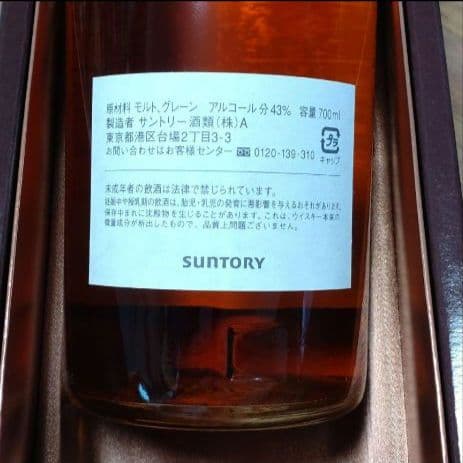 原材料 モルト、グレーン アルコール分43% 容量700ml
製造者 サントリー酒類(株)A
東京都港区台場2丁目3-3
お問い合わせはお客様センター 0120-139-310
プラ
キャップ
未成年者の飲酒は法律で禁じられています。
妊娠中や授乳期の飲酒は、胎児・乳児の発育に悪影響を与えるおそれがあります。
保存中まれに沈殿物を生じることがあります。これは、ウイスキー本来の
微量成分が析出したもので、品質上問題ございません。
SUNTORY